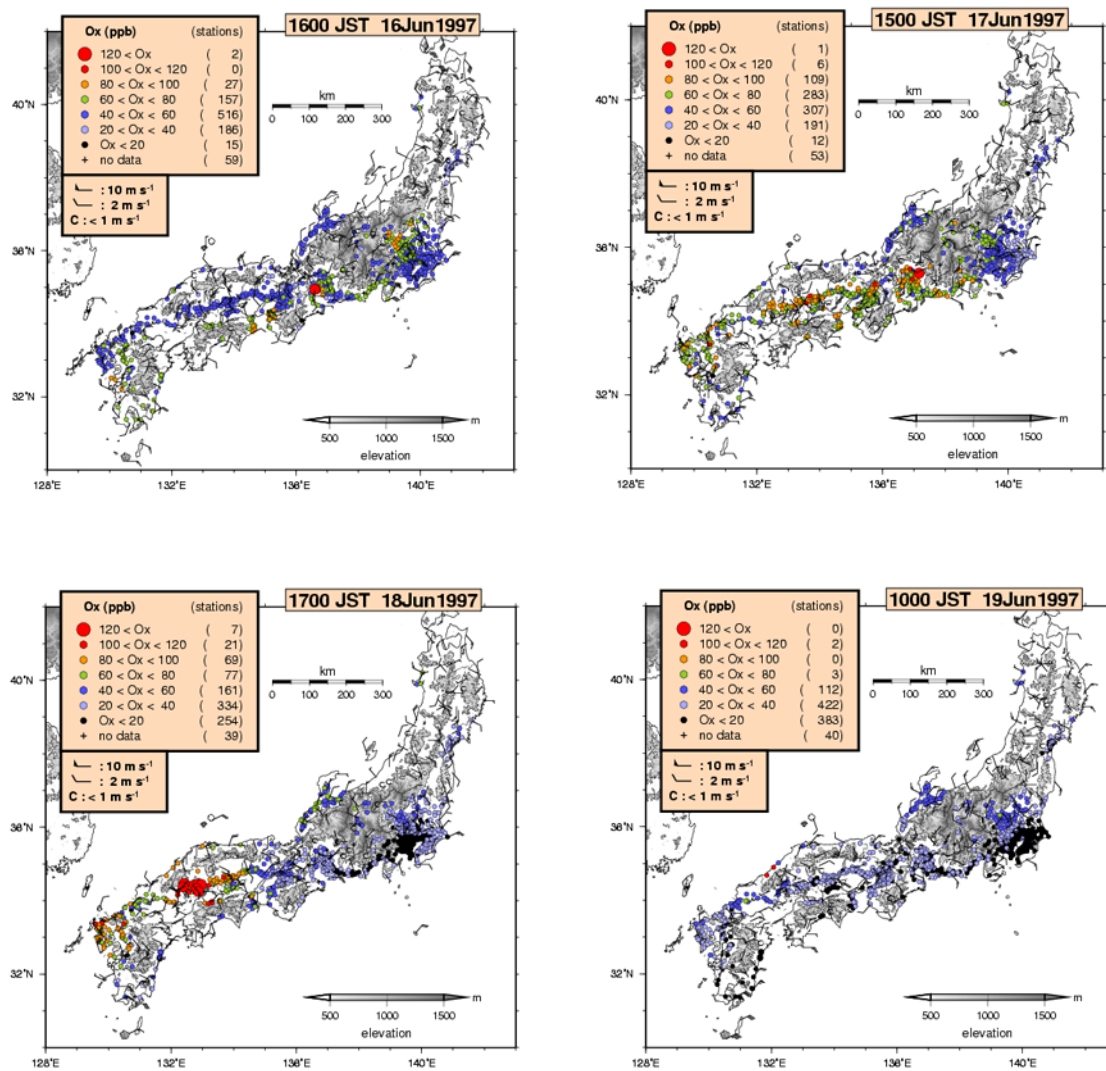 1600 JST 16Jun1997
Ox (ppb) (stations)
120 < Ox ( 2)
100 < Ox < 120 ( 0)
80 < Ox < 100 ( 27)
60 < Ox < 80 ( 157)
40 < Ox < 60 ( 516)
20 < Ox < 40 ( 186)
Ox < 20 ( 15)
+ no data ( 59)
: 10 m s-1
: 2 m s-1
C : < 1 m s-1
km
0 100 200 300
40°N
36°N
32°N
500 1000 1500 m
elevation
128°E 132°E 136°E 140°E
1500 JST 17Jun1997
Ox (ppb) (stations)
120 < Ox ( 1)
100 < Ox < 120 ( 6)
80 < Ox < 100 ( 109)
60 < Ox < 80 ( 283)
40 < Ox < 60 ( 307)
20 < Ox < 40 ( 191)
Ox < 20 ( 12)
+ no data ( 53)
: 10 m s-1
: 2 m s-1
C : < 1 m s-1
km
0 100 200 300
40°N
36°N
32°N
500 1000 1500 m
elevation
128°E 132°E 136°E 140°E
1700 JST 18Jun1997
Ox (ppb) (stations)
120 < Ox ( 7)
100 < Ox < 120 ( 21)
80 < Ox < 100 ( 69)
60 < Ox < 80 ( 77)
40 < Ox < 60 ( 161)
20 < Ox < 40 ( 334)
Ox < 20 ( 254)
+ no data ( 39)
: 10 m s-1
: 2 m s-1
C : < 1 m s-1
km
0 100 200 300
40°N
36°N
32°N
500 1000 1500 m
elevation
128°E 132°E 136°E 140°E
1000 JST 19Jun1997
Ox (ppb) (stations)
120 < Ox ( 0)
100 < Ox < 120 ( 2)
80 < Ox < 100 ( 0)
60 < Ox < 80 ( 3)
40 < Ox < 60 ( 112)
20 < Ox < 40 ( 422)
Ox < 20 ( 383)
+ no data ( 40)
: 10 m s-1
: 2 m s-1
C : < 1 m s-1
km
0 100 200 300
40°N
36°N
32°N
500 1000 1500 m
elevation
128°E 132°E 136°E 140°E